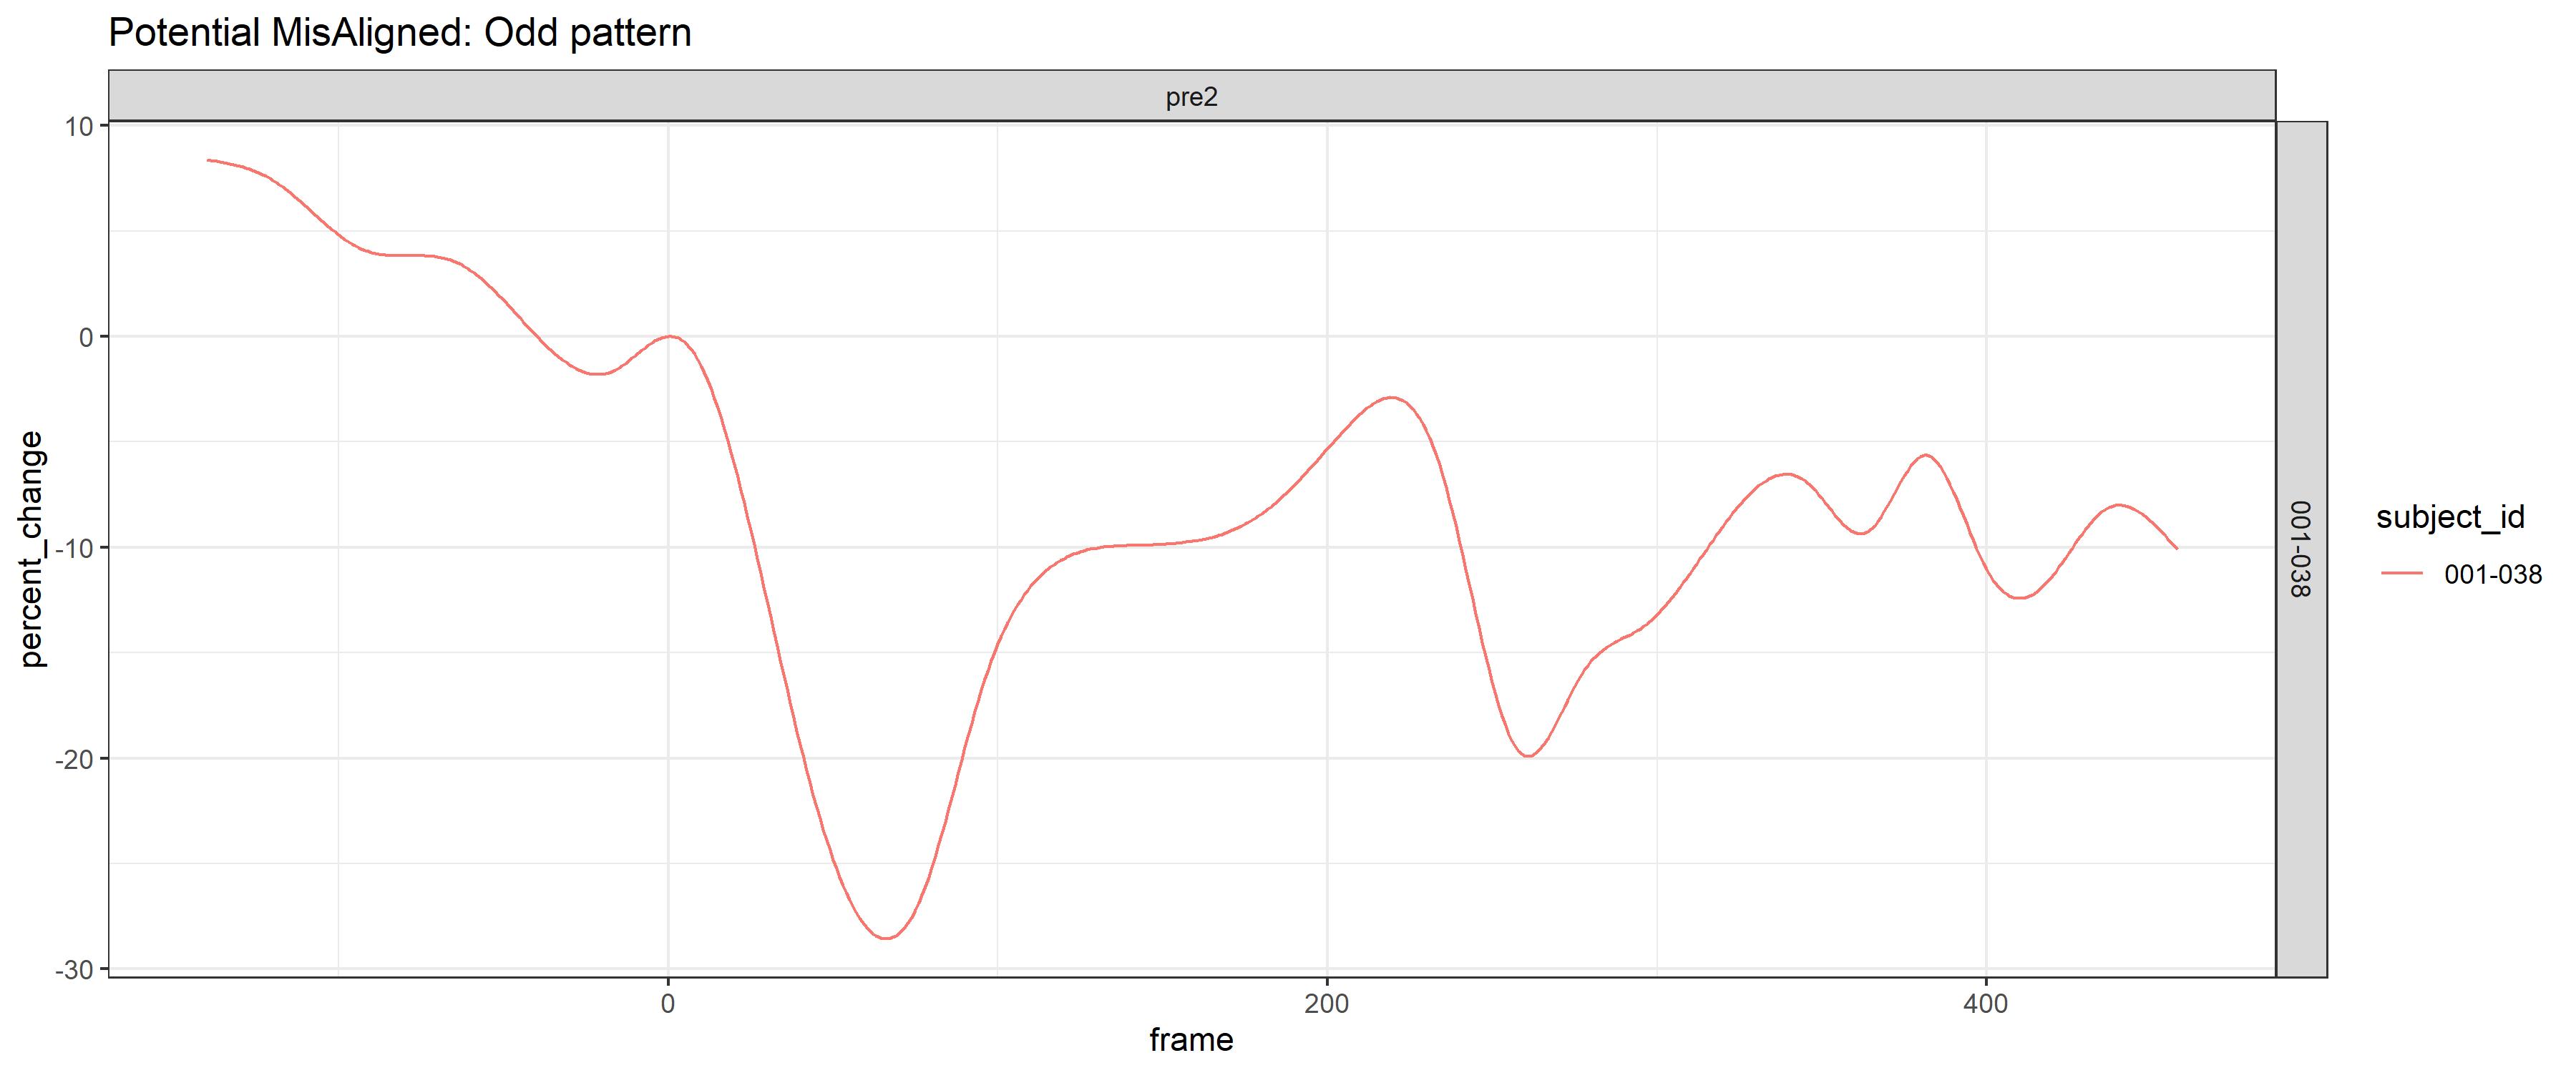 Potential MisAligned: Odd pattern
pre2
10
0
-10
-20
-30
percent_change
0
200
400
frame
001-038
subject_id
001-038